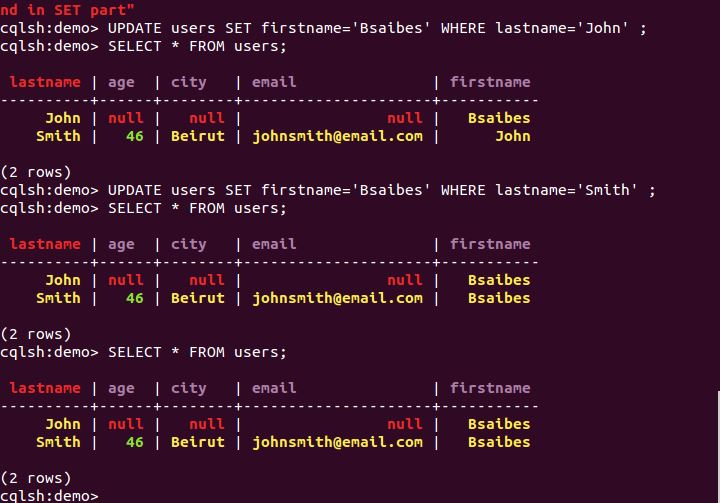 nd in SET part"
cqlsh:demo> UPDATE users SET firstname='Bsaibes' WHERE lastname='John' ;
cqlsh:demo> SELECT * FROM users;
 lastname | age  | city   | email               | firstname
----------+------+--------+---------------------+-----------
     John | null |   null |                null |   Bsaibes
    Smith |   46 | Beirut | johnsmith@email.com |      John
(2 rows)
cqlsh:demo> UPDATE users SET firstname='Bsaibes' WHERE lastname='Smith' ;
cqlsh:demo> SELECT * FROM users;
 lastname | age  | city   | email               | firstname
----------+------+--------+---------------------+-----------
     John | null |   null |                null |   Bsaibes
    Smith |   46 | Beirut | johnsmith@email.com |   Bsaibes
(2 rows)
cqlsh:demo> SELECT * FROM users;
 lastname | age  | city   | email               | firstname
----------+------+--------+---------------------+-----------
     John | null |   null |                null |   Bsaibes
    Smith |   46 | Beirut | johnsmith@email.com |   Bsaibes
(2 rows)
cqlsh:demo>